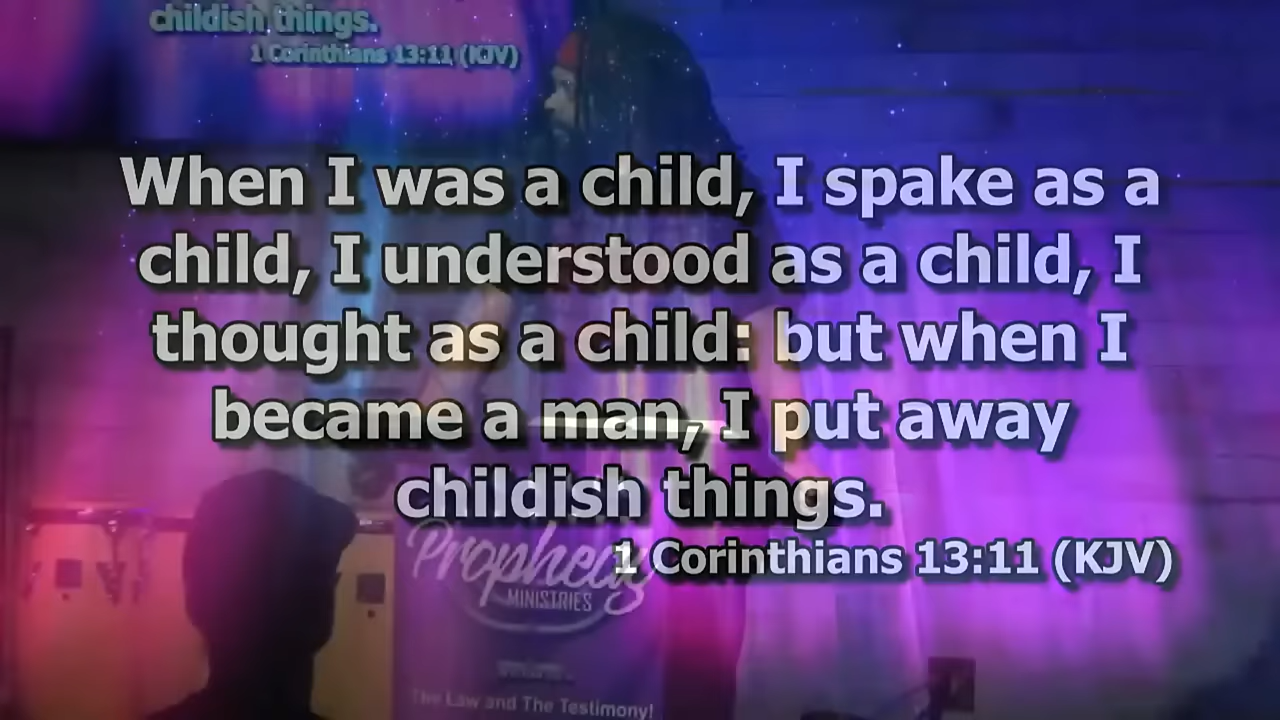 childish things.
1 Corinthians 13:11 (KJV)
When I was a child, I spake as a
child, I understood as a child, I
thought as a child: but when I
became a man, I put away
childish things.
1 Corinthians 13:11 (KJV)
Prophecy
MINISTRIES
The Law and The Testimony!